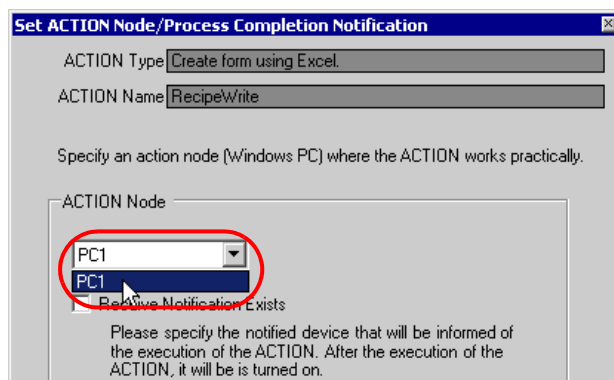 Set ACTION Node/Process Completion Notification
ACTION Type Create form using Excel.
ACTION Name RecipeWrite
Specify an action node (Windows PC) where the ACTION works practically.
ACTION Node
PC1
PC1
Receive Notification Exists
Please specify the notified device that will be informed of
the execution of the ACTION. After the execution of the
ACTION, it will be is turned on.